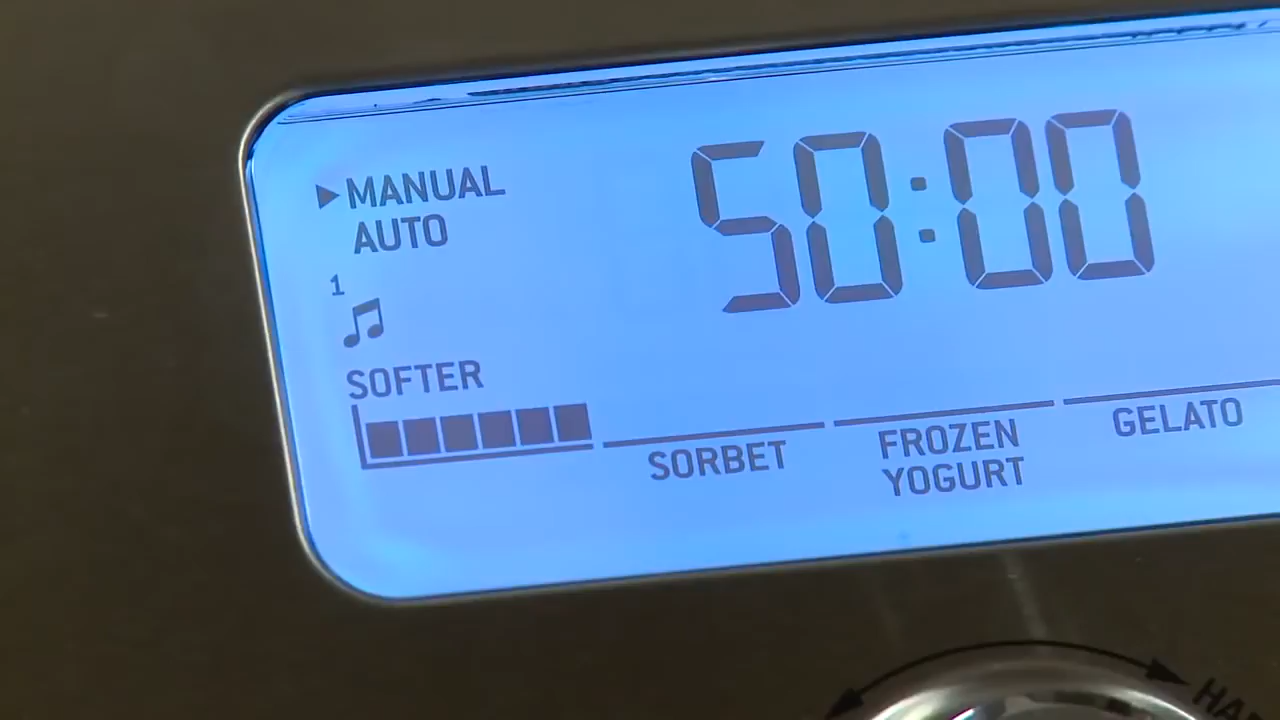 MANUAL
AUTO
50:00
1
SOFTER
SORBET
FROZEN
YOGURT
GELATO